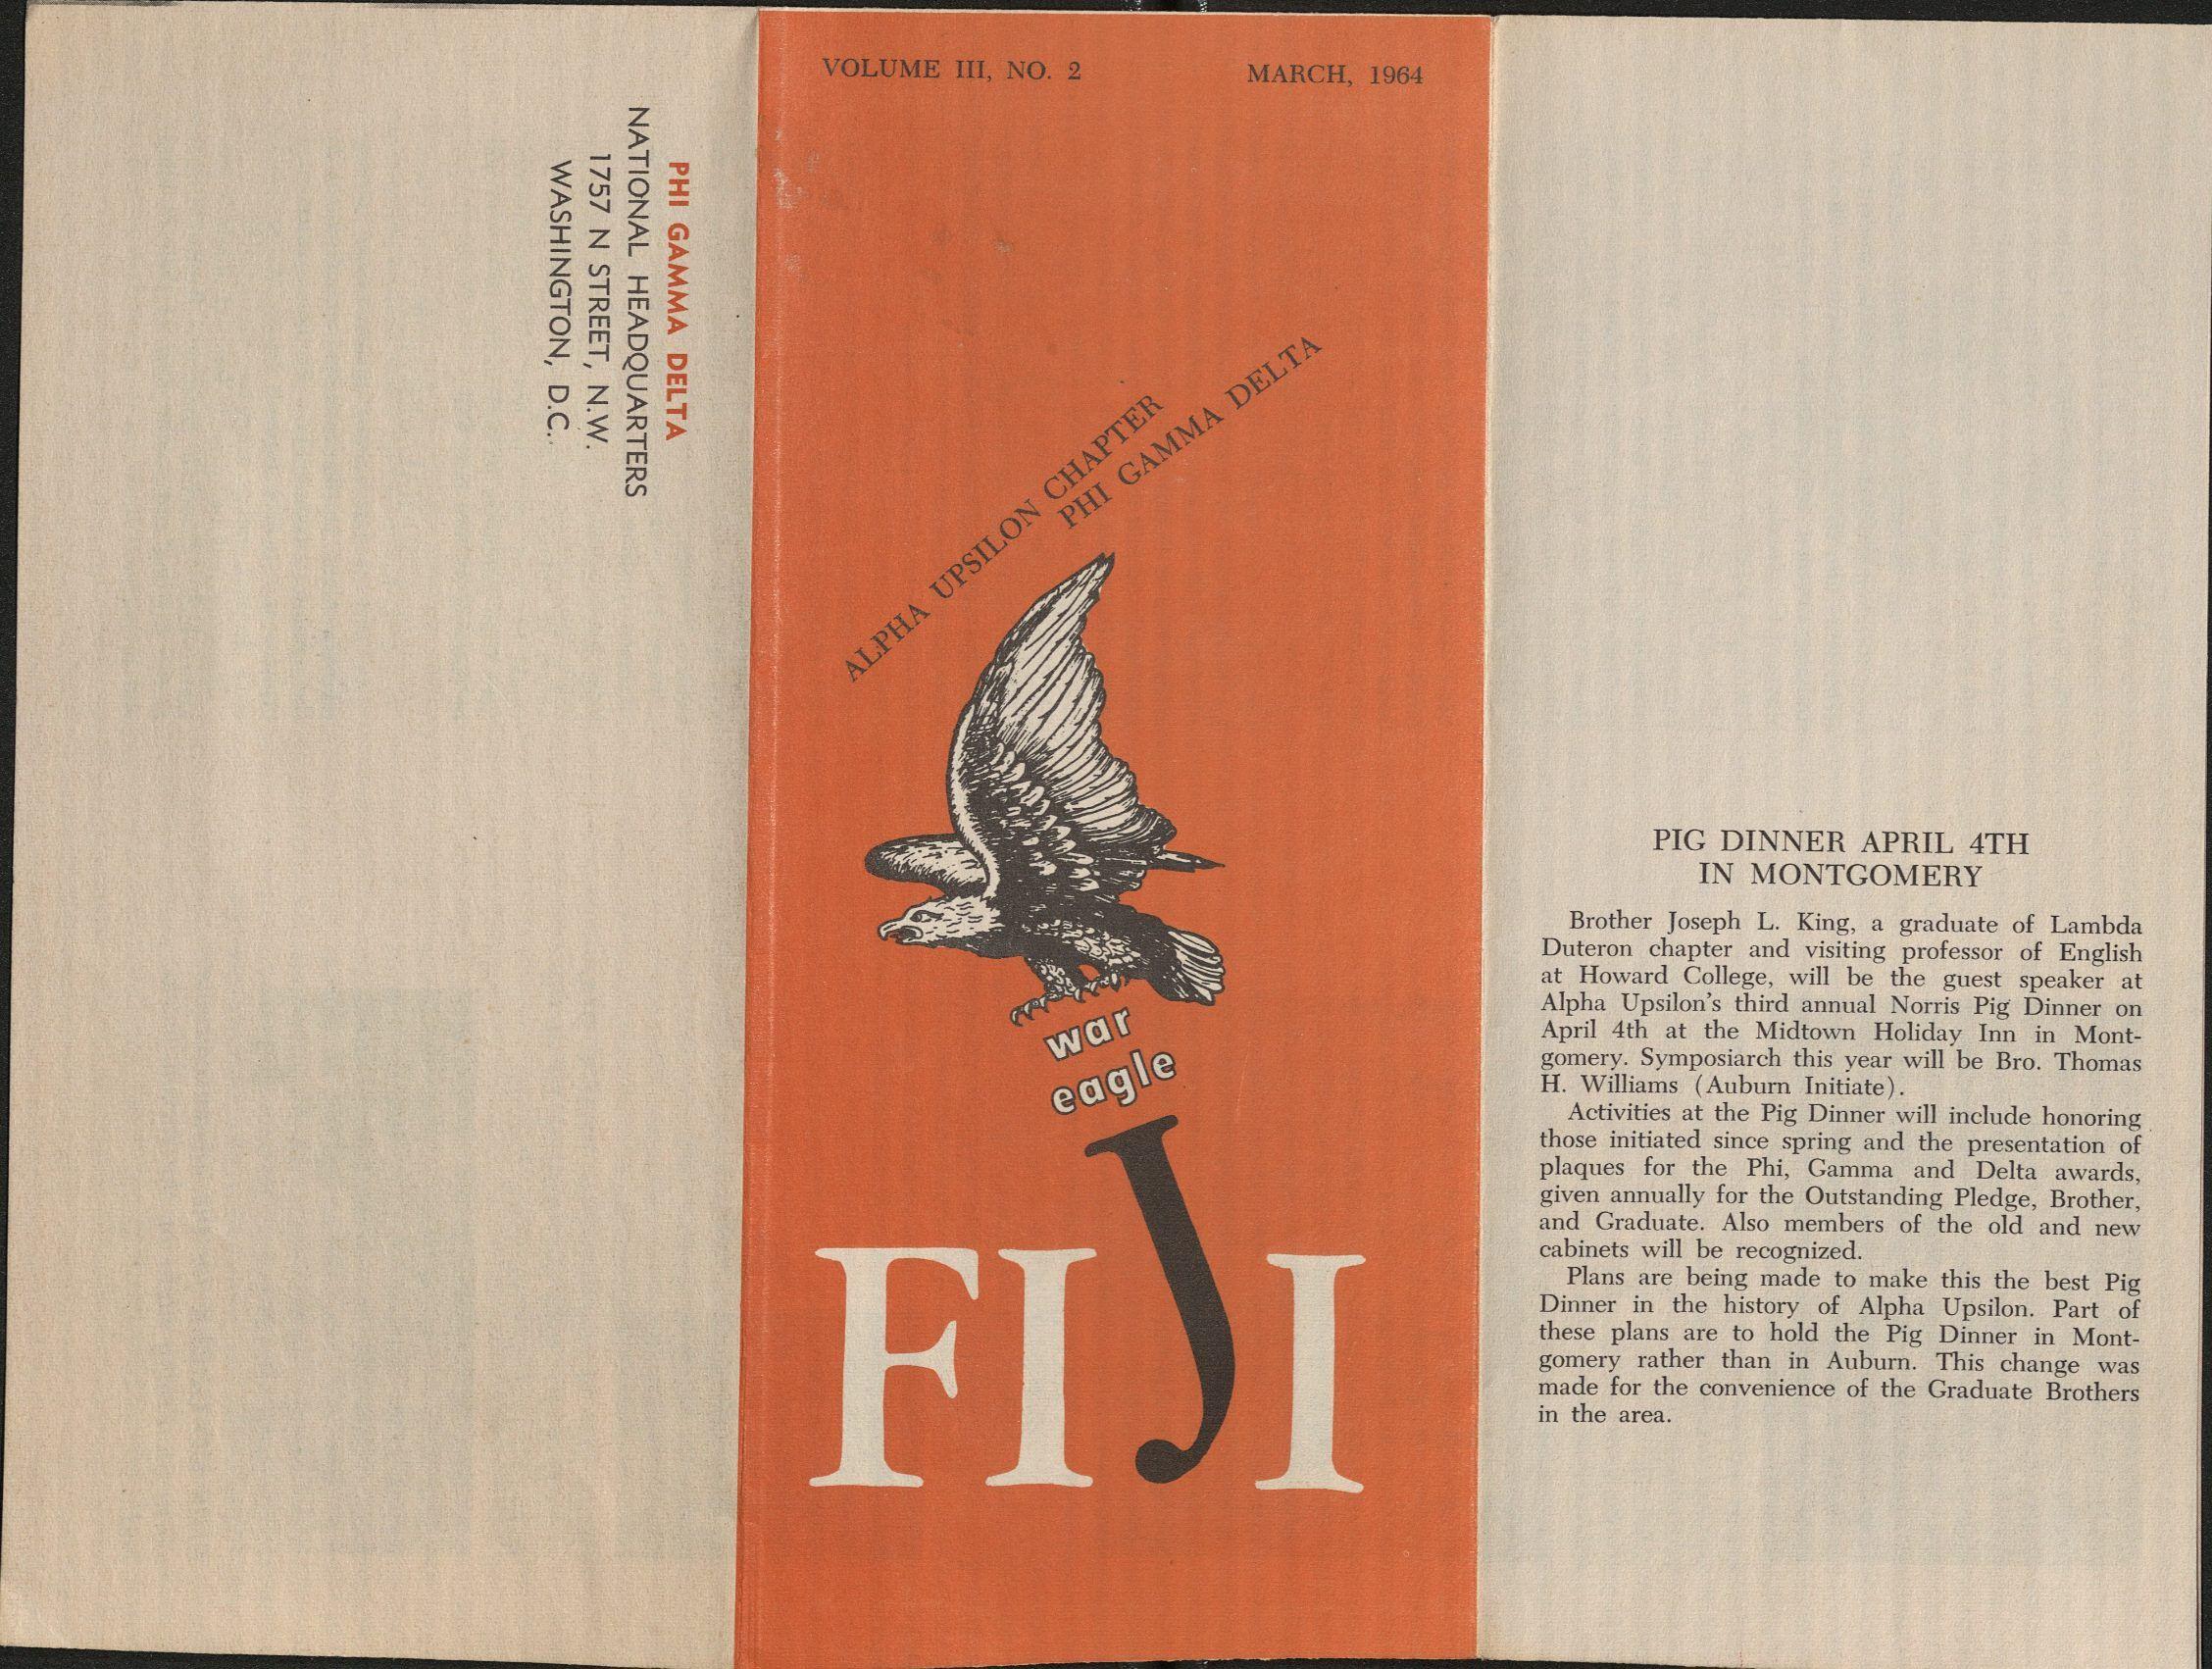 PHI GAMMA DELTA
NATIONAL HEADQUARTERS
1757 N STREET, N.W.
WASHINGTON, D.C.
VOLUME III, NO. 2
MARCH, 1964
ALPHA UPSILON CHAPTER
PHI GAMMA DELTA
war
eagle
FIJI
PIG DINNER APRIL 4TH
IN MONTGOMERY
Brother Joseph L. King, a graduate of Lambda
Duteron chapter and visiting professor of English
at Howard College, will be the guest speaker at
Alpha Upsilon's third annual Norris Pig Dinner on
April 4th at the Midtown Holiday Inn in Mont-
gomery. Symposiarch this year will be Bro. Thomas
H. Williams (Auburn Initiate).
Activities at the Pig Dinner will include honoring
those initiated since spring and the presentation of
plaques for the Phi, Gamma and Delta awards,
given annually for the Outstanding Pledge, Brother,
and Graduate. Also members of the old and new
cabinets will be recognized.
Plans are being made to make this the best Pig
Dinner in the history of Alpha Upsilon. Part of
these plans are to hold the Pig Dinner in Mont-
gomery rather than in Auburn. This change was
made for the convenience of the Graduate Brothers
in the area.